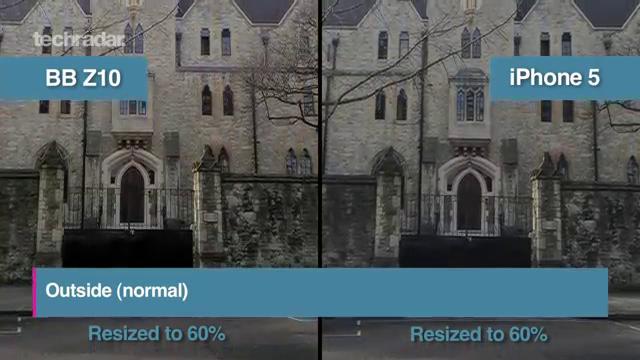 techradar.
BB Z10
iPhone 5
Outside (normal)
Resized to 60%
Resized to 60%